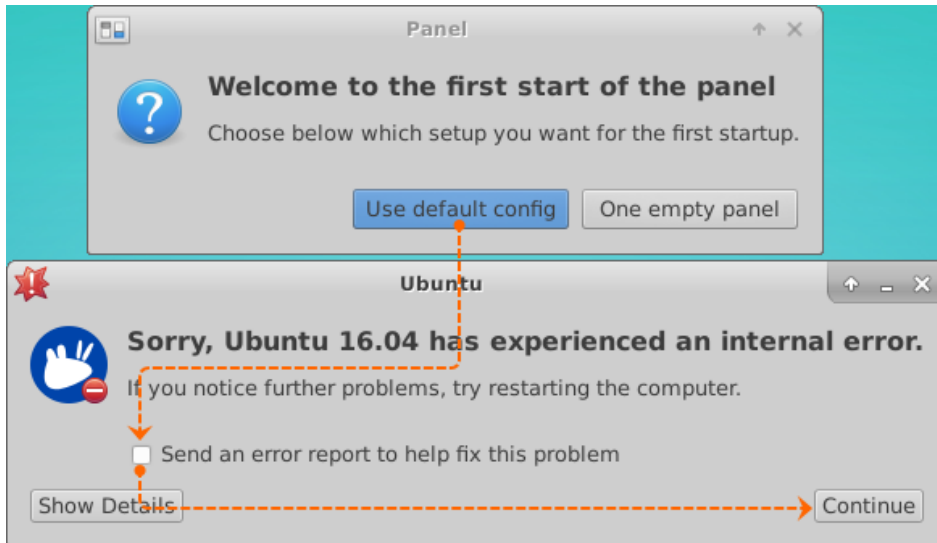 Panel
Welcome to the first start of the panel
Choose below which setup you want for the first startup.
Use default config
One empty panel
Ubuntu
Sorry, Ubuntu 16.04 has experienced an internal error.
If you notice further problems, try restarting the computer.
Send an error report to help fix this problem
Show Details
Continue